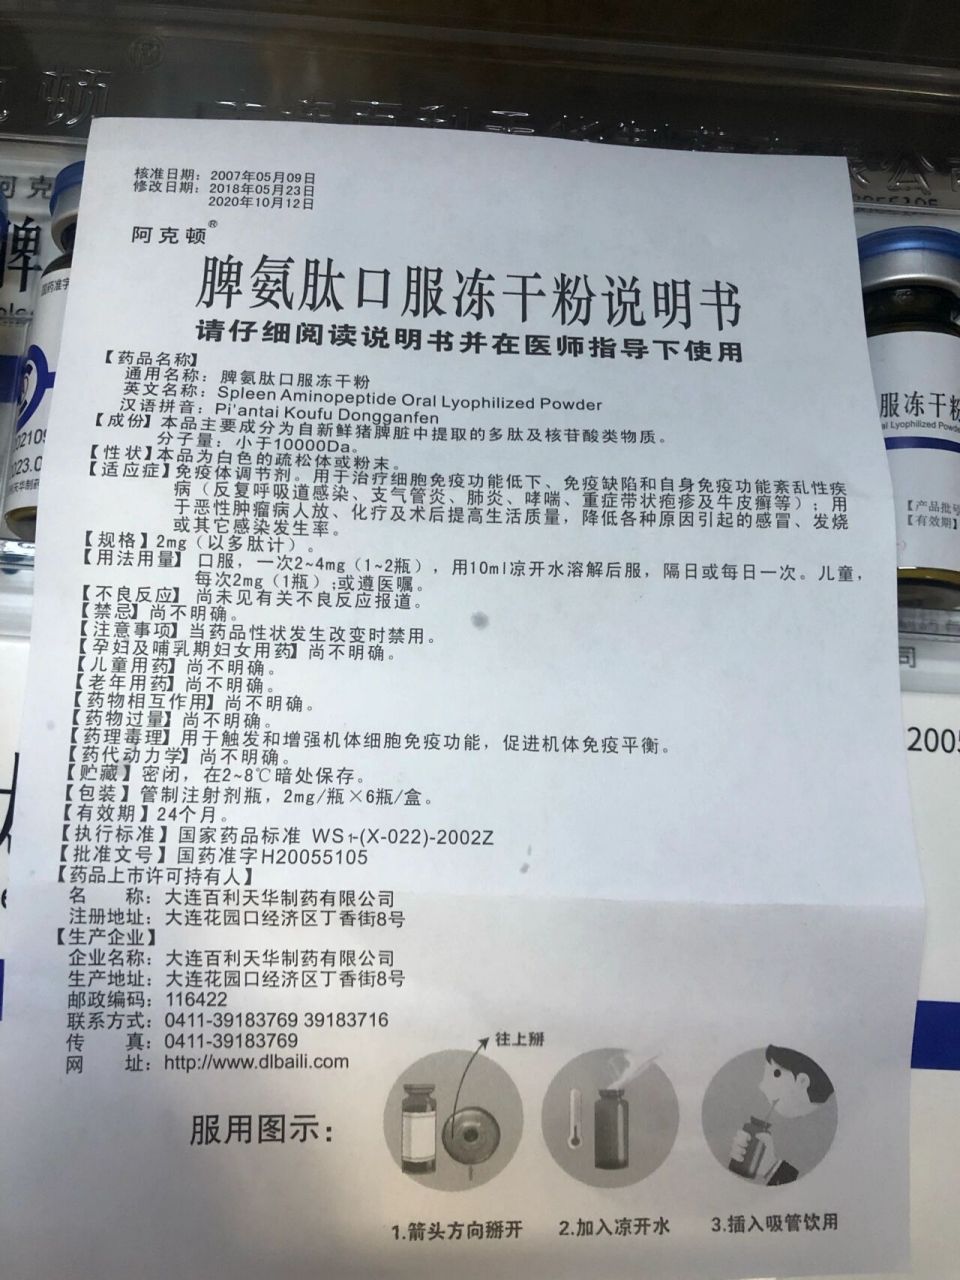 核准日期：2007年05月09日
修改日期：2018年05月23日
2020年10月12日
阿克顿®
脾氨肽口服冻干粉说明书
请仔细阅读说明书并在医师指导下使用
【药品名称】
通用名称：脾氨肽口服冻干粉
英文名称：Spleen Aminopeptide Oral Lyophilized Powder
汉语拼音：Pi'antai Koufu Dongganfen
【成份】本品主要成分为自新鲜猪脾脏中提取的多肽及核苷酸类物质。
分子量：小于10000Da。
【性状】本品为白色的疏松体或粉末。
【适应症】免疫体调节剂。用于治疗细胞免疫功能低下、免疫缺陷和自身免疫功能紊乱性疾
病（反复呼吸道感染、支气管炎、肺炎、哮喘、重症带状疱疹及牛皮癣等）；用
于恶性肿瘤病人放、化疗及术后提高生活质量，降低各种原因引起的感冒、发烧
或其它感染发生率。
【规格】2mg（以多肽计）。
【用法用量】口服，一次2~4mg（1~2瓶），用10ml凉开水溶解后服，隔日或每日一次。儿童，
每次2mg（1瓶）;或遵医嘱。
【不良反应】尚未见有关不良反应报道。
【禁忌】尚不明确。
【注意事项】当药品性状发生改变时禁用。
【孕妇及哺乳期妇女用药】尚不明确。
【儿童用药】尚不明确。
【老年用药】尚不明确。
【药物相互作用】尚不明确。
【药物过量】尚不明确。
【药理毒理】用于触发和增强机体细胞免疫功能，促进机体免疫平衡。
【药代动力学】尚不明确。
【贮藏】密闭，在2~8℃暗处保存。
【包装】管制注射剂瓶，2mg/瓶×6瓶/盒。
【有效期】24个月。
【执行标准】国家药品标准 WS1-(X-022)-2002Z
【批准文号】国药准字H20055105
【药品上市许可持有人】
名 称：大连百利天华制药有限公司
注册地址：大连花园口经济区丁香街8号
【生产企业】
企业名称：大连百利天华制药有限公司
生产地址：大连花园口经济区丁香街8号
邮政编码：116422
联系方式：0411-39183769 39183716
传 真：0411-39183769
网 址：http://www.dlbaili.com
往上掰
服用图示：
1.箭头方向掰开
2.加入凉开水
3.插入吸管饮用
服冻干粉
al Lyophilized Powde
【产品批号
【有效期】
司
2005
阿克
脾
国药准字